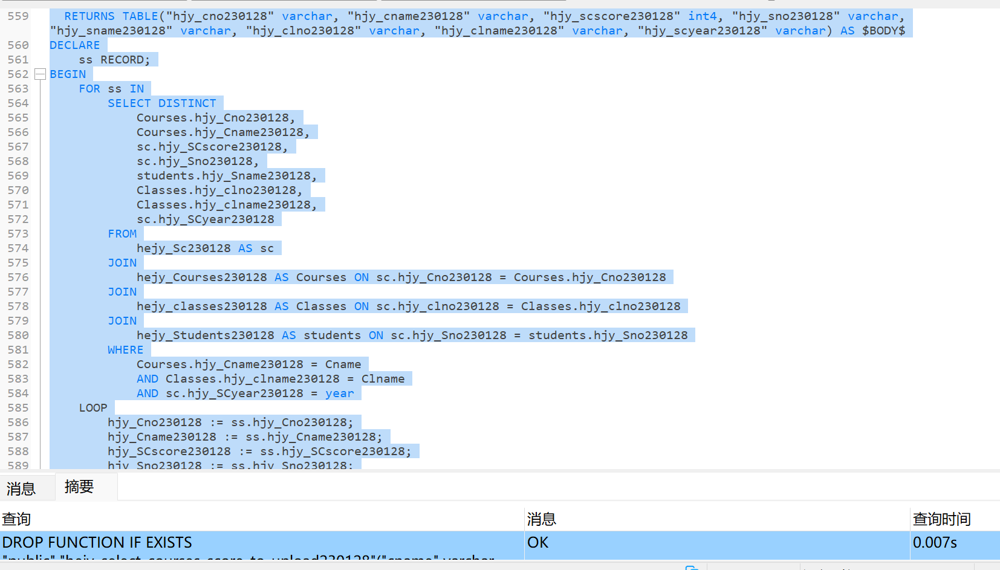 559   RETURNS TABLE("hjy_cno230128" varchar, "hjy_cname230128" varchar, "hjy_scscore230128" int4, "hjy_sno230128" varchar,
"hjy_sname230128" varchar, "hjy_clno230128" varchar, "hjy_clname230128" varchar, "hjy_scyear230128" varchar) AS $BODY$
560 DECLARE
561     ss RECORD;
562 BEGIN
563     FOR ss IN
564         SELECT DISTINCT
565             Courses.hjy_Cno230128,
566             Courses.hjy_Cname230128,
567             sc.hjy_SCscore230128,
568             sc.hjy_Sno230128,
569             students.hjy_Sname230128,
570             Classes.hjy_clno230128,
571             Classes.hjy_clname230128,
572             sc.hjy_SCyear230128
573         FROM
574             hejy_Sc230128 AS sc
575         JOIN
576             hejy_Courses230128 AS Courses ON sc.hjy_Cno230128 = Courses.hjy_Cno230128
577         JOIN
578             hejy_classes230128 AS Classes ON sc.hjy_clno230128 = Classes.hjy_clno230128
579         JOIN
580             hejy_Students230128 AS students ON sc.hjy_Sno230128 = students.hjy_Sno230128
581         WHERE
582             Courses.hjy_Cname230128 = Cname
583             AND Classes.hjy_clname230128 = Clname
584             AND sc.hjy_SCyear230128 = year
585     LOOP
586         hjy_Cno230128 := ss.hjy_Cno230128;
587         hjy_Cname230128 := ss.hjy_Cname230128;
588         hjy_SCscore230128 := ss.hjy_SCscore230128;
589         hjy_Sno230128 := ss.hjy_Sno230128;
消息 摘要
查询 消息 查询时间
DROP FUNCTION IF EXISTS OK 0.007s
"public"."hejy_select_courses_score_to_upload230128"("cname" varchar,